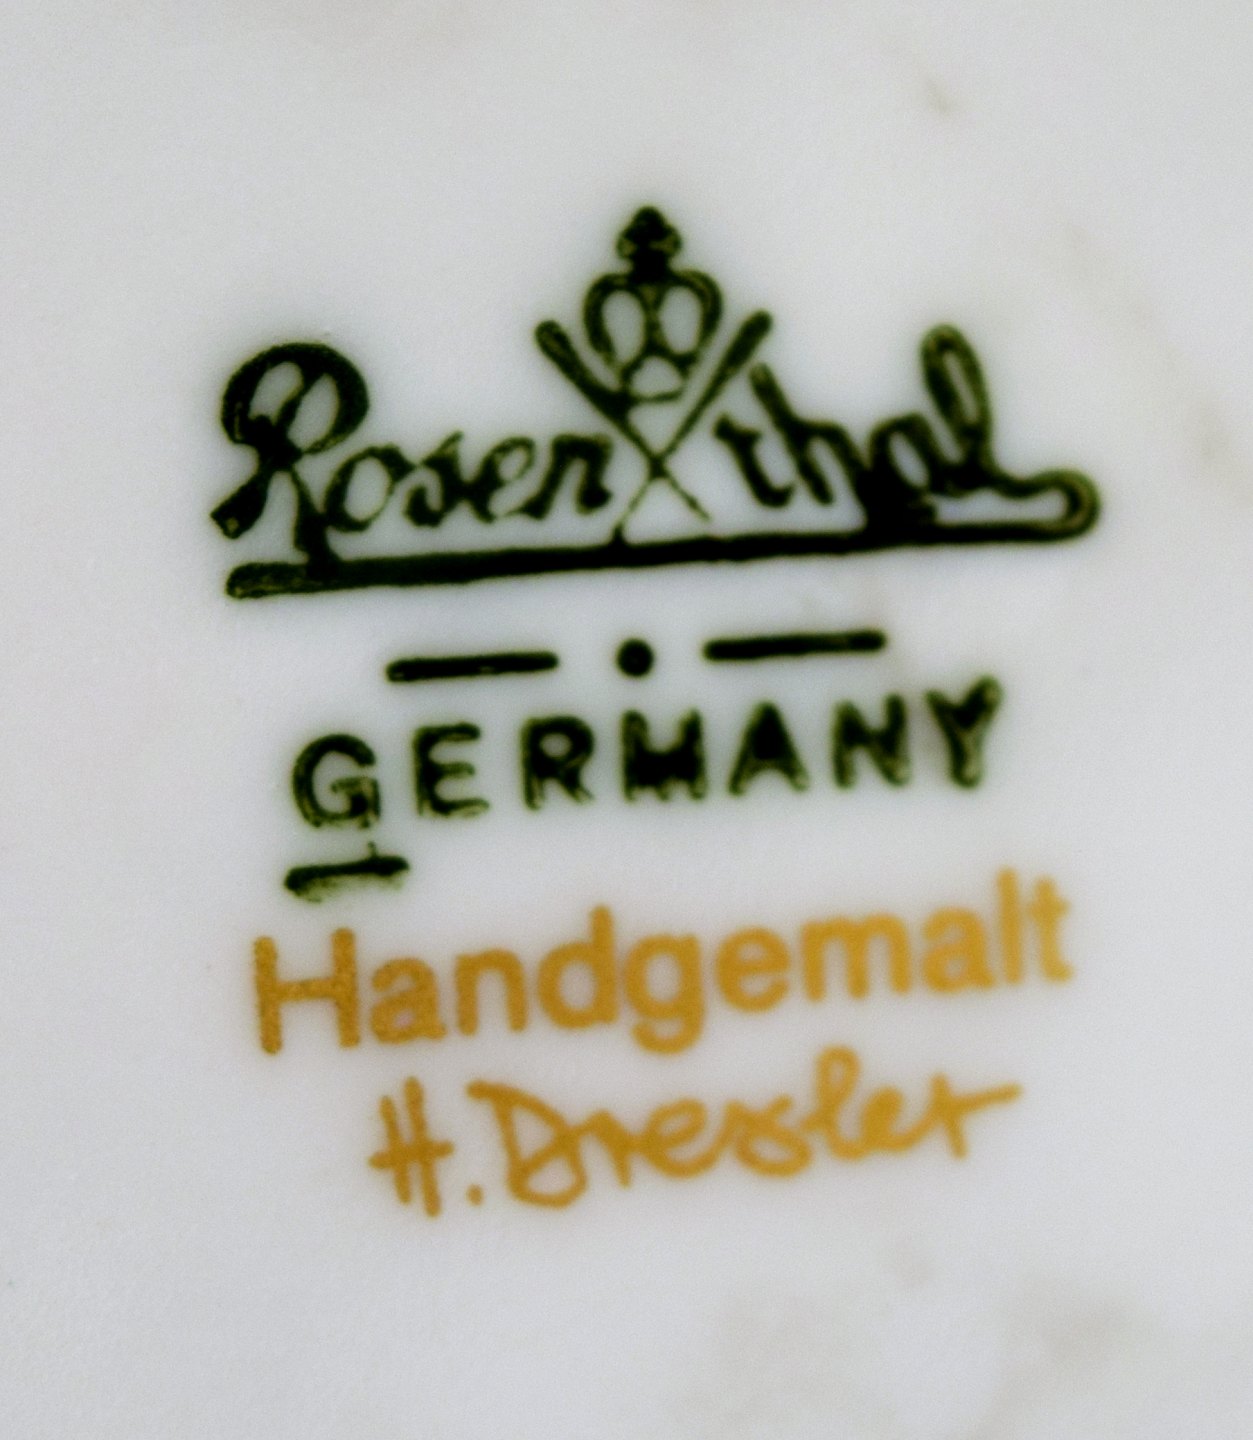 Rosenthal
GERMANY
Handgemalt
H. Dresler